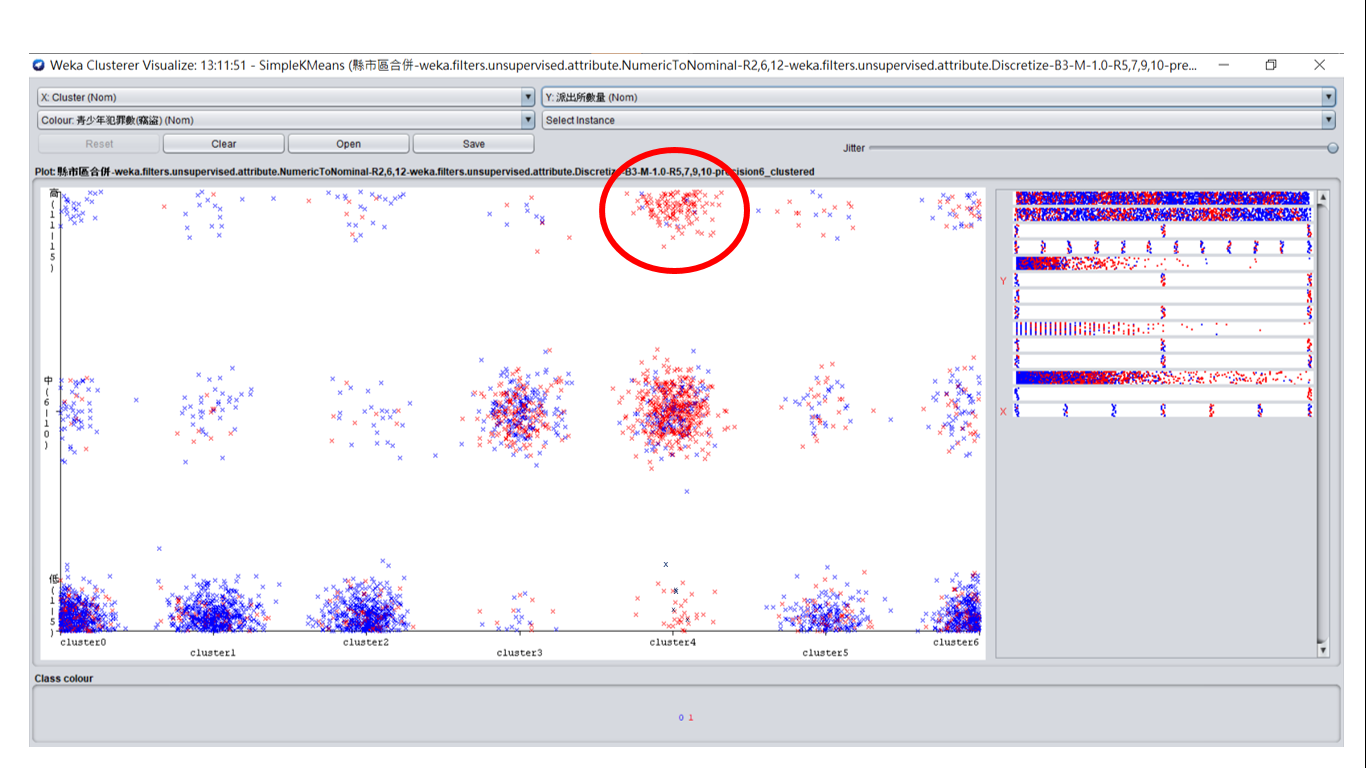 Weka Clusterer Visualize: 13:11:51 - SimpleKMeans (縣市區合併-weka.filters.unsupervised.attribute.NumericToNominal-R2,6,12-weka.filters.unsupervised.attribute.Discretize-B3-M-1.0-R5,7,9,10-pre...
X: Cluster (Nom)
Y: 派出所數量 (Nom)
Colour: 青少年犯罪數(竊盜) (Nom)
Select Instance
Reset
Clear
Open
Save
Jitter
Plot: 縣市區合併-weka.filters.unsupervised.attribute.NumericToNominal-R2,6,12-weka.filters.unsupervised.attribute.Discretize-B3-M-1.0-R5,7,9,10-precision6_clustered
高(11-15)
中(6-10)
低(1-5)
cluster0
cluster1
cluster2
cluster3
cluster4
cluster5
cluster6
Y
X
Class colour
0 1